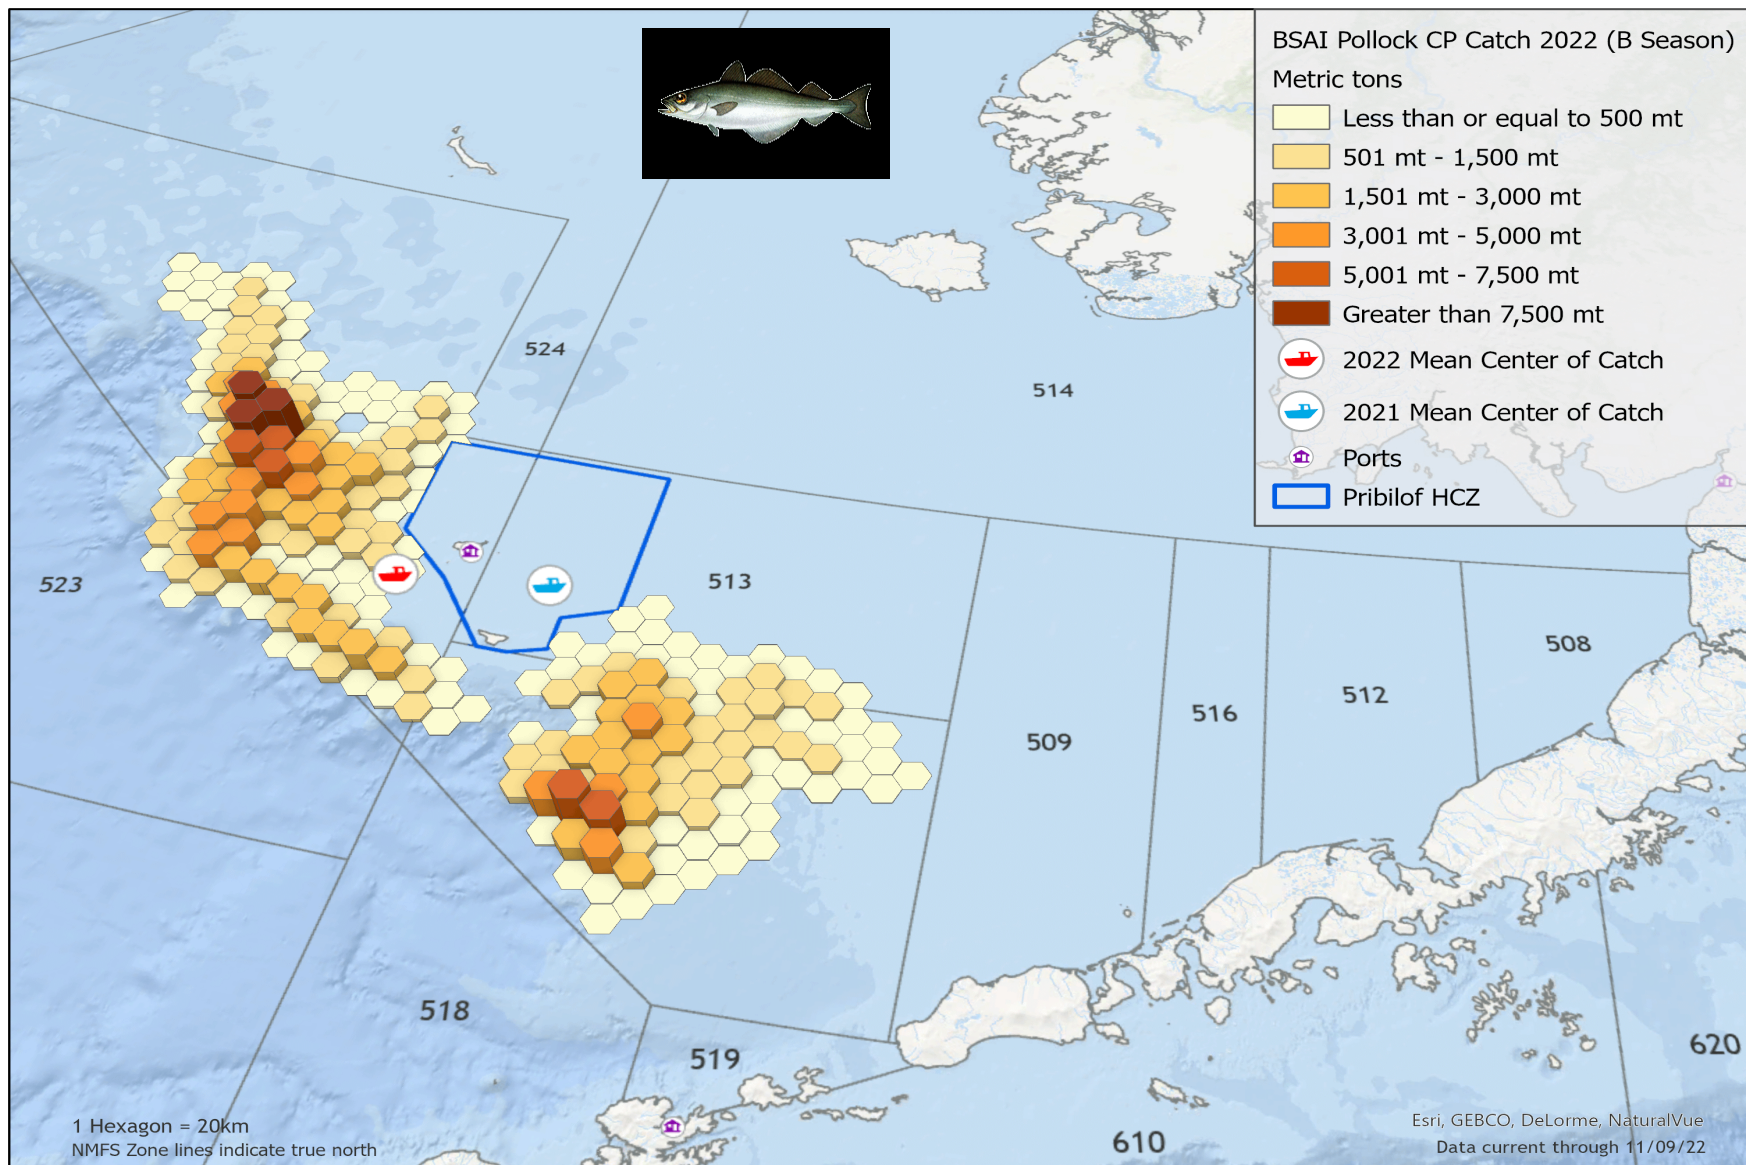 BSAI Pollock CP Catch 2022 (B Season)
Metric tons
Less than or equal to 500 mt
501 mt - 1,500 mt
1,501 mt - 3,000 mt
3,001 mt - 5,000 mt
5,001 mt - 7,500 mt
Greater than 7,500 mt
2022 Mean Center of Catch
2021 Mean Center of Catch
Ports
Pribilof HCZ
524
514
523
513
508
516
512
509
518
519
620
610
1 Hexagon = 20km
NMFS Zone lines indicate true north
Esri, GEBCO, DeLorme, NaturalVue
Data current through 11/09/22